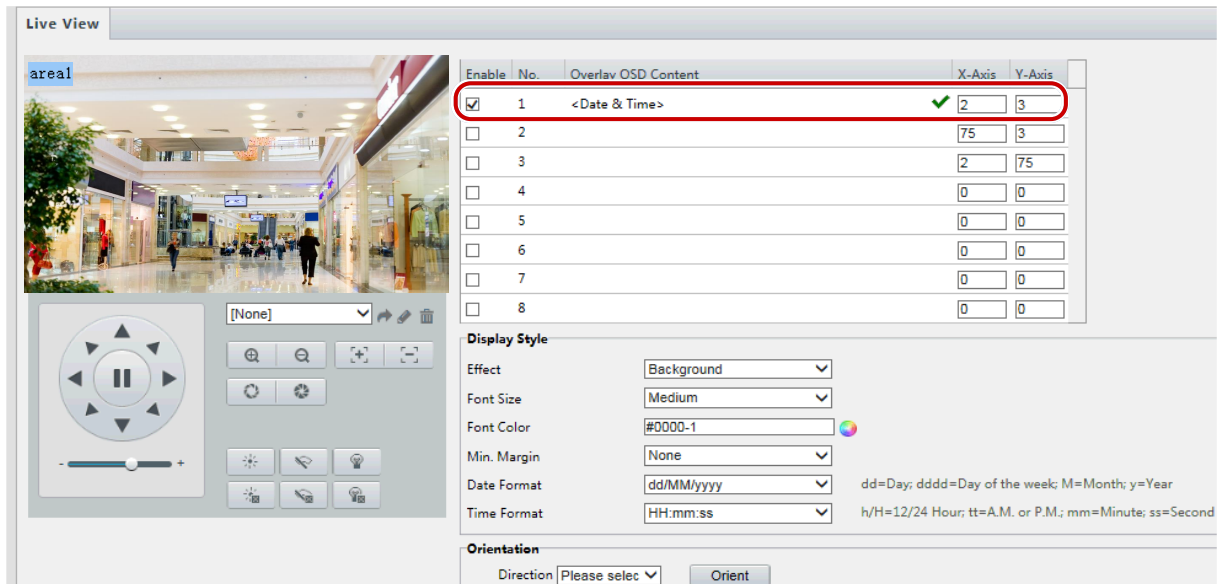 Live View
area1
Enable No. Overlay OSD Content X-Axis Y-Axis
1 <Date & Time> 2 3
2 75 3
3 2 75
4 0 0
5 0 0
6 0 0
7 0 0
8 0 0
[None]
- +
Display Style
Effect Background
Font Size Medium
Font Color #0000-1
Min. Margin None
Date Format dd/MM/yyyy dd=Day; dddd=Day of the week; M=Month; y=Year
Time Format HH:mm:ss h/H=12/24 Hour; tt=A.M. or P.M.; mm=Minute; ss=Second
Orientation
Direction Please selec Orient